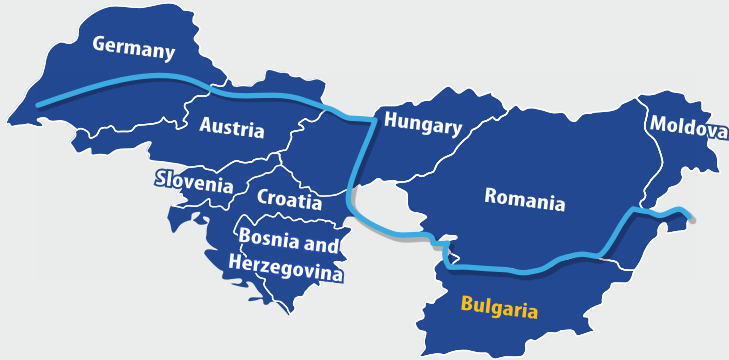 Germany
Austria
Hungary
Moldova
Slovenia
Croatia
Romania
Bosnia and
Herzegovina
Bulgaria